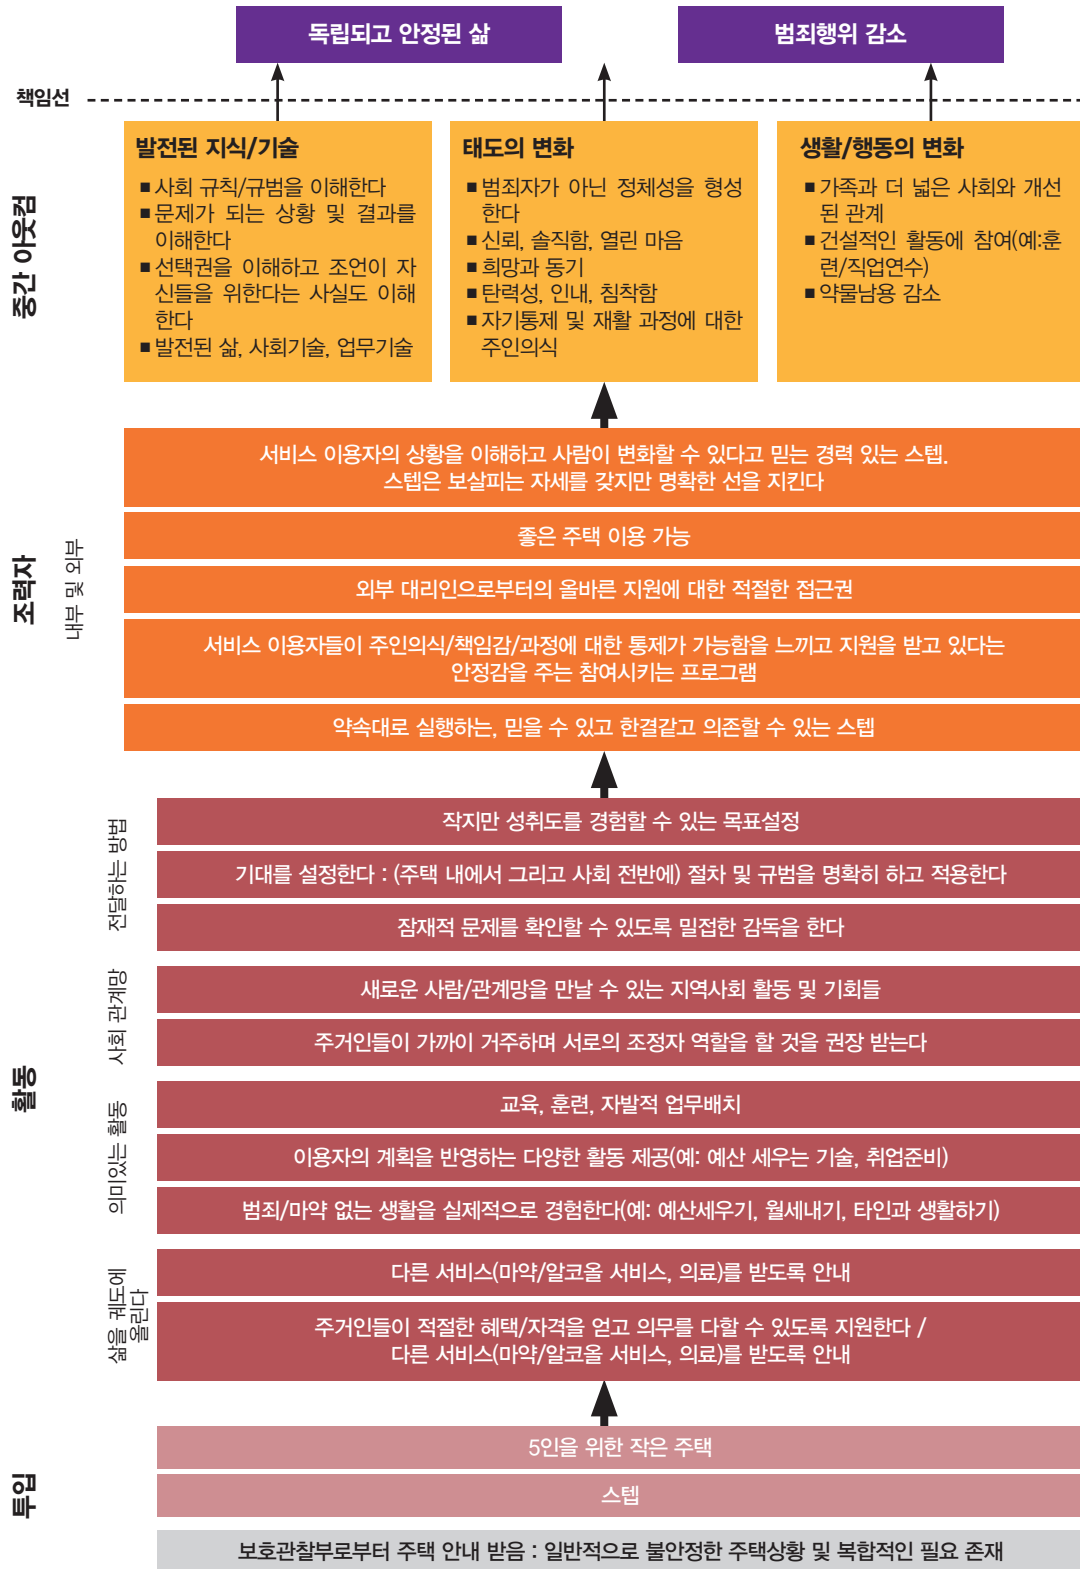 독립되고 안정된 삶
범죄행위 감소
책임선
중간 아웃컴
발전된 지식/기술
■ 사회 규칙/규범을 이해한다
■ 문제가 되는 상황 및 결과를
이해한다
■ 선택권을 이해하고 조언이 자
신들을 위한다는 사실도 이해
한다
■ 발전된 삶, 사회기술, 업무기술
태도의 변화
■ 범죄자가 아닌 정체성을 형성
한다
■ 신뢰, 솔직함, 열린 마음
■ 희망과 동기
■ 탄력성, 인내, 침착함
■ 자기통제 및 재활 과정에 대한
주인의식
생활/행동의 변화
■ 가족과 더 넓은 사회와 개선
된 관계
■ 건설적인 활동에 참여(예:훈
련/직업연수)
■ 약물남용 감소
조력자
내부 및 외부
서비스 이용자의 상황을 이해하고 사람이 변화할 수 있다고 믿는 경력 있는 스텝.
스텝은 보살피는 자세를 갖지만 명확한 선을 지킨다
좋은 주택 이용 가능
외부 대리인으로부터의 올바른 지원에 대한 적절한 접근권
서비스 이용자들이 주인의식/책임감/과정에 대한 통제가 가능함을 느끼고 지원을 받고 있다는
안정감을 주는 참여시키는 프로그램
약속대로 실행하는, 믿을 수 있고 한결같고 의존할 수 있는 스텝
활동
전달하는 방법
작지만 성취도를 경험할 수 있는 목표설정
기대를 설정한다 : (주택 내에서 그리고 사회 전반에) 절차 및 규범을 명확히 하고 적용한다
잠재적 문제를 확인할 수 있도록 밀접한 감독을 한다
사회 관계망
새로운 사람/관계망을 만날 수 있는 지역사회 활동 및 기회들
주거인들이 가까이 거주하며 서로의 조정자 역할을 할 것을 권장 받는다
의미있는 활동
교육, 훈련, 자발적 업무배치
이용자의 계획을 반영하는 다양한 활동 제공(예: 예산 세우는 기술, 취업준비)
범죄/마약 없는 생활을 실제적으로 경험한다(예: 예산세우기, 월세내기, 타인과 생활하기)
삶을 궤도에
올린다
다른 서비스(마약/알코올 서비스, 의료)를 받도록 안내
주거인들이 적절한 혜택/자격을 얻고 의무를 다할 수 있도록 지원한다 /
다른 서비스(마약/알코올 서비스, 의료)를 받도록 안내
투입
5인을 위한 작은 주택
스텝
보호관찰부로부터 주택 안내 받음 : 일반적으로 불안정한 주택상황 및 복합적인 필요 존재